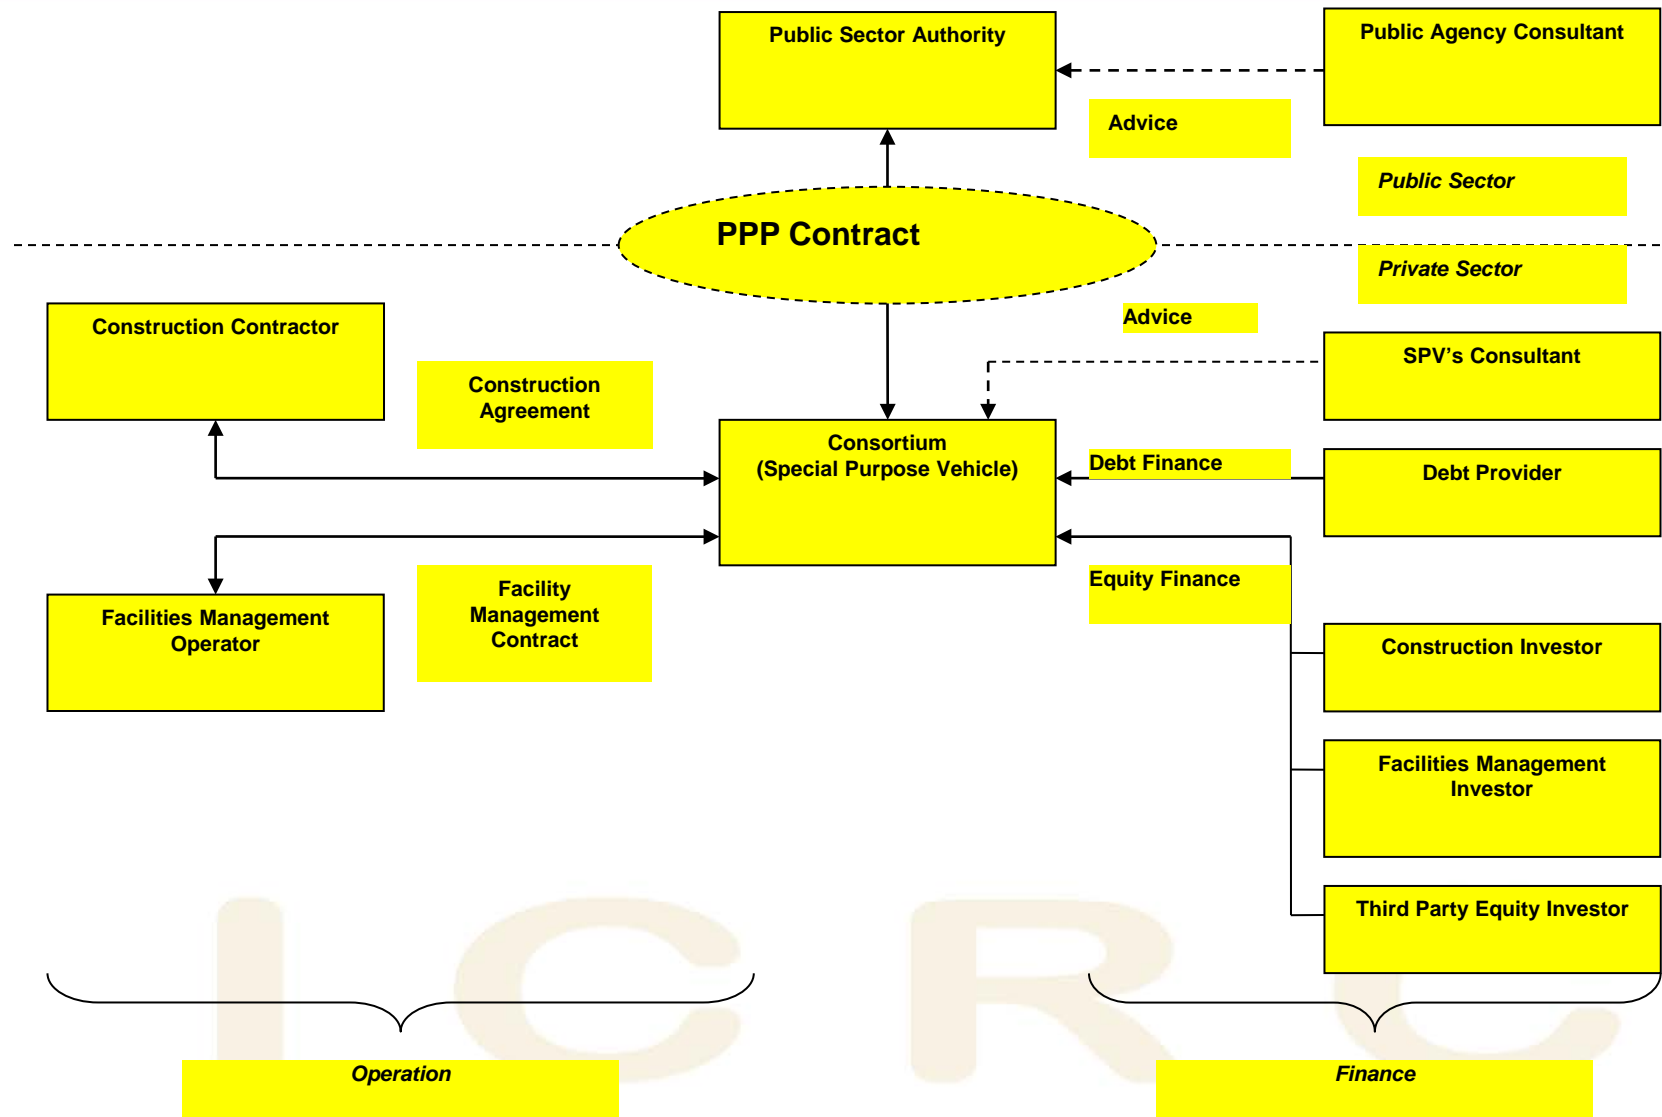 Public Sector Authority
Public Agency Consultant
Advice
Public Sector
PPP Contract
Private Sector
Construction Contractor
Advice
SPV's Consultant
Construction
Agreement
Consortium
(Special Purpose Vehicle)
Debt Finance
Debt Provider
Facilities Management
Operator
Facility
Management
Contract
Equity Finance
Construction Investor
Facilities Management
Investor
Third Party Equity Investor
I C R C
Operation
Finance